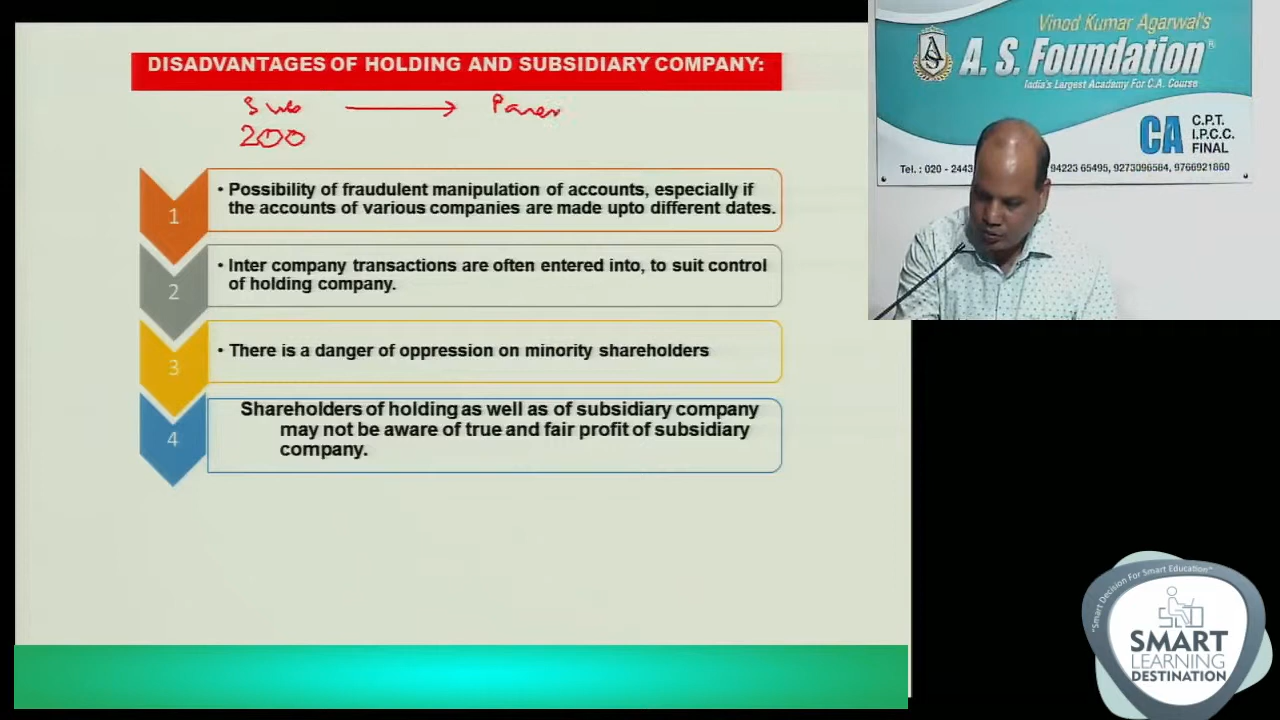 DISADVANTAGES OF HOLDING AND SUBSIDIARY COMPANY:
Sub
200
1
• Possibility of fraudulent manipulation of accounts, especially if
the accounts of various companies are made upto different dates.
2
• Inter company transactions are often entered into, to suit control
of holding company.
3
• There is a danger of oppression on minority shareholders
4
Shareholders of holding as well as of subsidiary company
may not be aware of true and fair profit of subsidiary
company.
Vinod Kumar Agarwal's
A. S. Foundation®
India's Largest Academy For C.A. Course
CA
C.P.T.
I.P.C.C.
FINAL
Tel. : 020 - 2443 94223 65495, 9273096564, 9766921860
"Smart Decision For Smart Education"
SMART
LEARNING
DESTINATION